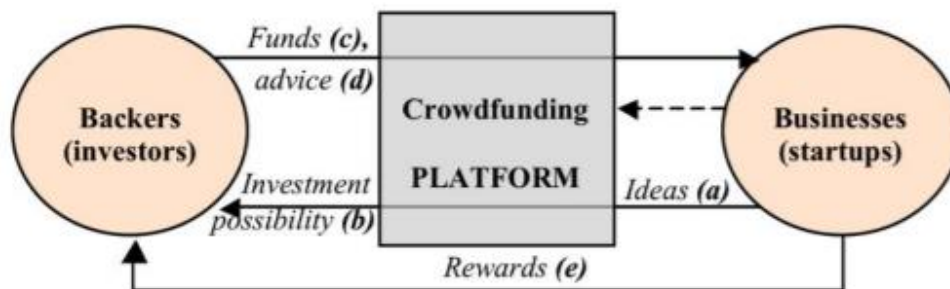 Funds (c),
advice (d)
Backers
(investors)
Investment
possibility (b)
Crowdfunding
PLATFORM
Businesses
(startups)
Ideas (a)
Rewards (e)